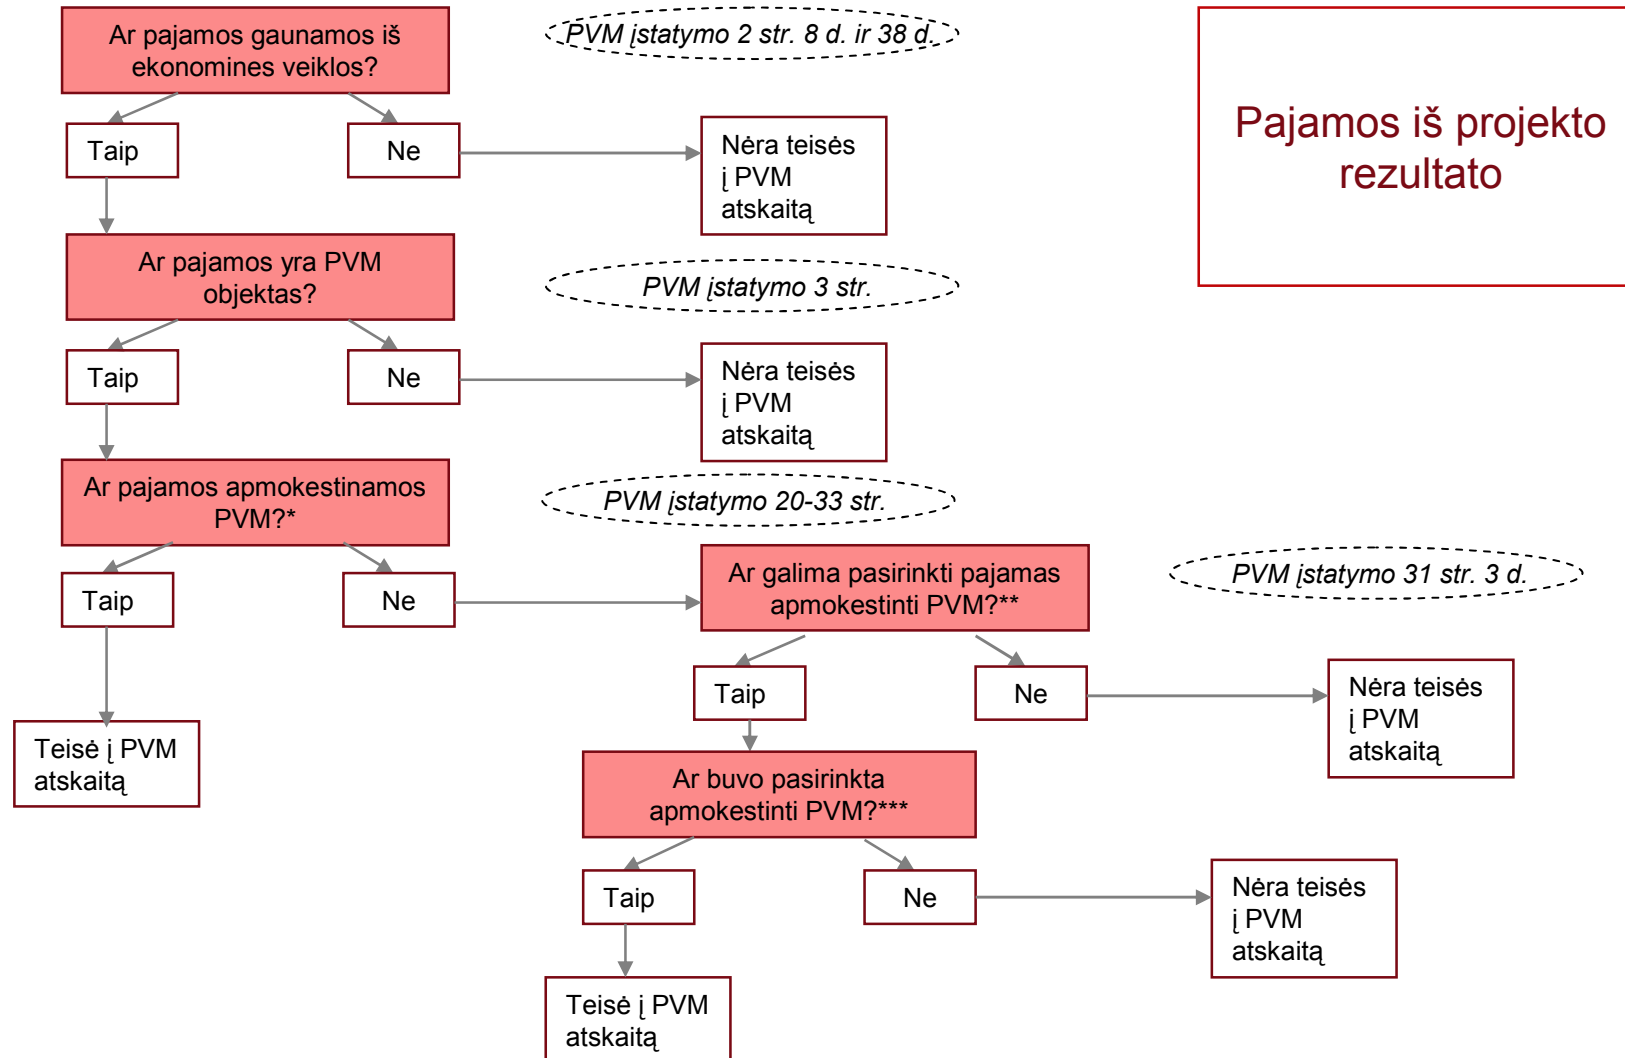 Ar pajamos gaunamos iš
ekonomines veiklos?
PVM įstatymo 2 str. 8 d. ir 38 d.
Pajamos iš projekto
rezultato
Taip
Ne
Nėra teisės
į PVM
atskaitą
Ar pajamos yra PVM
objektas?
PVM įstatymo 3 str.
Taip
Ne
Nėra teisės
į PVM
atskaitą
Ar pajamos apmokestinamos
PVM?*
PVM įstatymo 20-33 str.
Taip
Ne
Ar galima pasirinkti pajamas
apmokestinti PVM?**
PVM įstatymo 31 str. 3 d.
Taip
Ne
Nėra teisės
į PVM
atskaitą
Teisė į PVM
atskaitą
Ar buvo pasirinkta
apmokestinti PVM?***
Taip
Ne
Nėra teisės
į PVM
atskaitą
Teisė į PVM
atskaitą